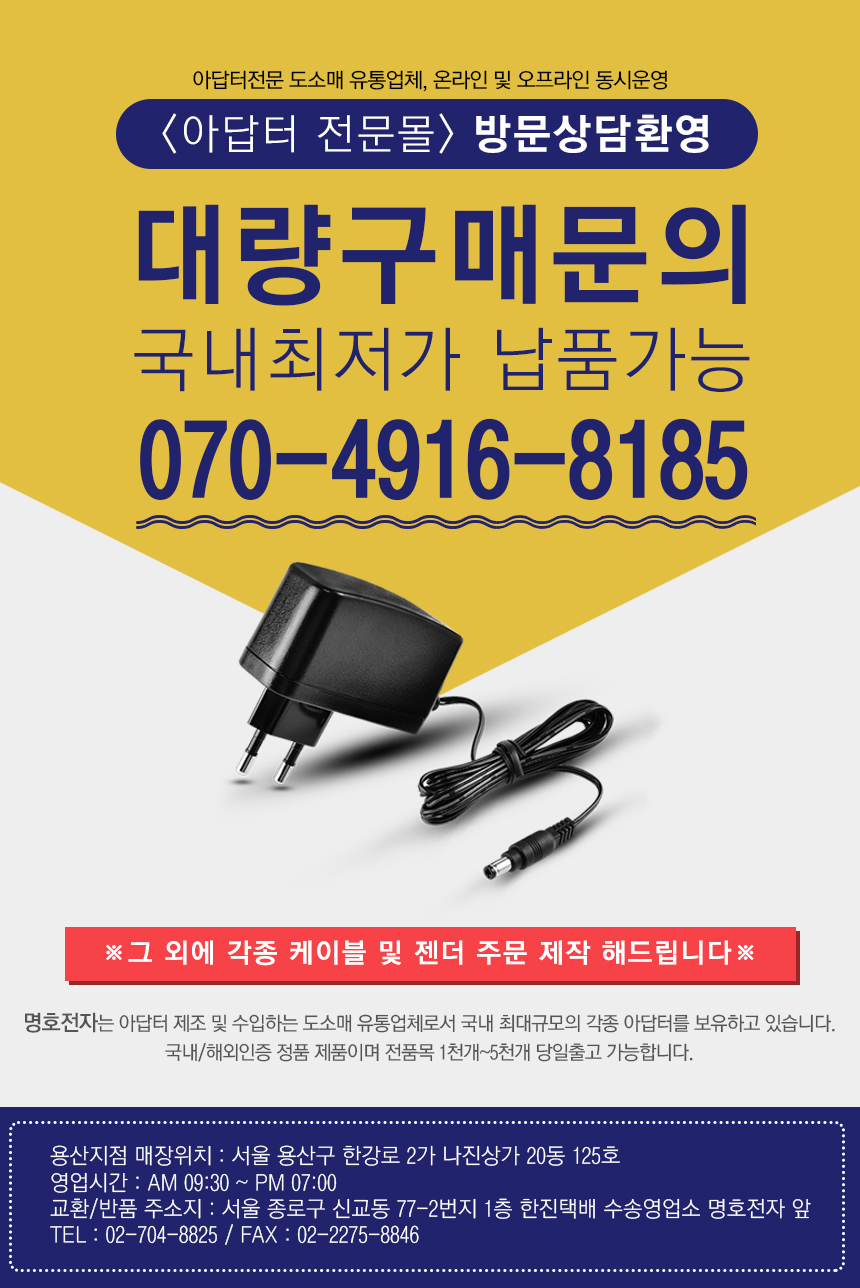 아답터전문 도소매 유통업체, 온라인 및 오프라인 동시운영
<아답터 전문몰> 방문상담환영
대량구매문의
국내최저가 납품가능
070-4916-8185
※그 외에 각종 케이블 및 젠더 주문 제작 해드립니다※
명호전자는 아답터 제조 및 수입하는 도소매 유통업체로서 국내 최대규모의 각종 아답터를 보유하고 있습니다.
국내/해외인증 정품 제품이며 전품목 1천개~5천개 당일출고 가능합니다.
용산지점 매장위치 : 서울 용산구 한강로 2가 나진상가 20동 125호
영업시간 : AM 09:30 ~ PM 07:00
교환/반품 주소지 : 서울 종로구 신교동 77-2번지 1층 한진택배 수송영업소 명호전자 앞
TEL : 02-704-8825 / FAX : 02-2275-8846